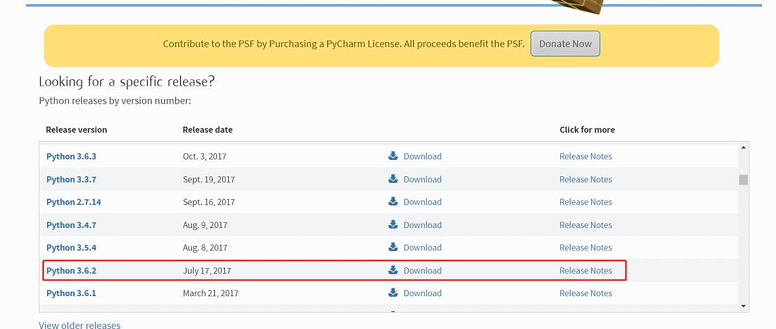 Contribute to the PSF by Purchasing a PyCharm License. All proceeds benefit the PSF. Donate Now
Looking for a specific release?
Python releases by version number:
Release version Release date Click for more
Python 3.6.3 Oct. 3, 2017 Download Release Notes
Python 3.3.7 Sept. 19, 2017 Download Release Notes
Python 2.7.14 Sept. 16, 2017 Download Release Notes
Python 3.4.7 Aug. 9, 2017 Download Release Notes
Python 3.5.4 Aug. 8, 2017 Download Release Notes
Python 3.6.2 July 17, 2017 Download Release Notes
Python 3.6.1 March 21, 2017 Download Release Notes
View older releases